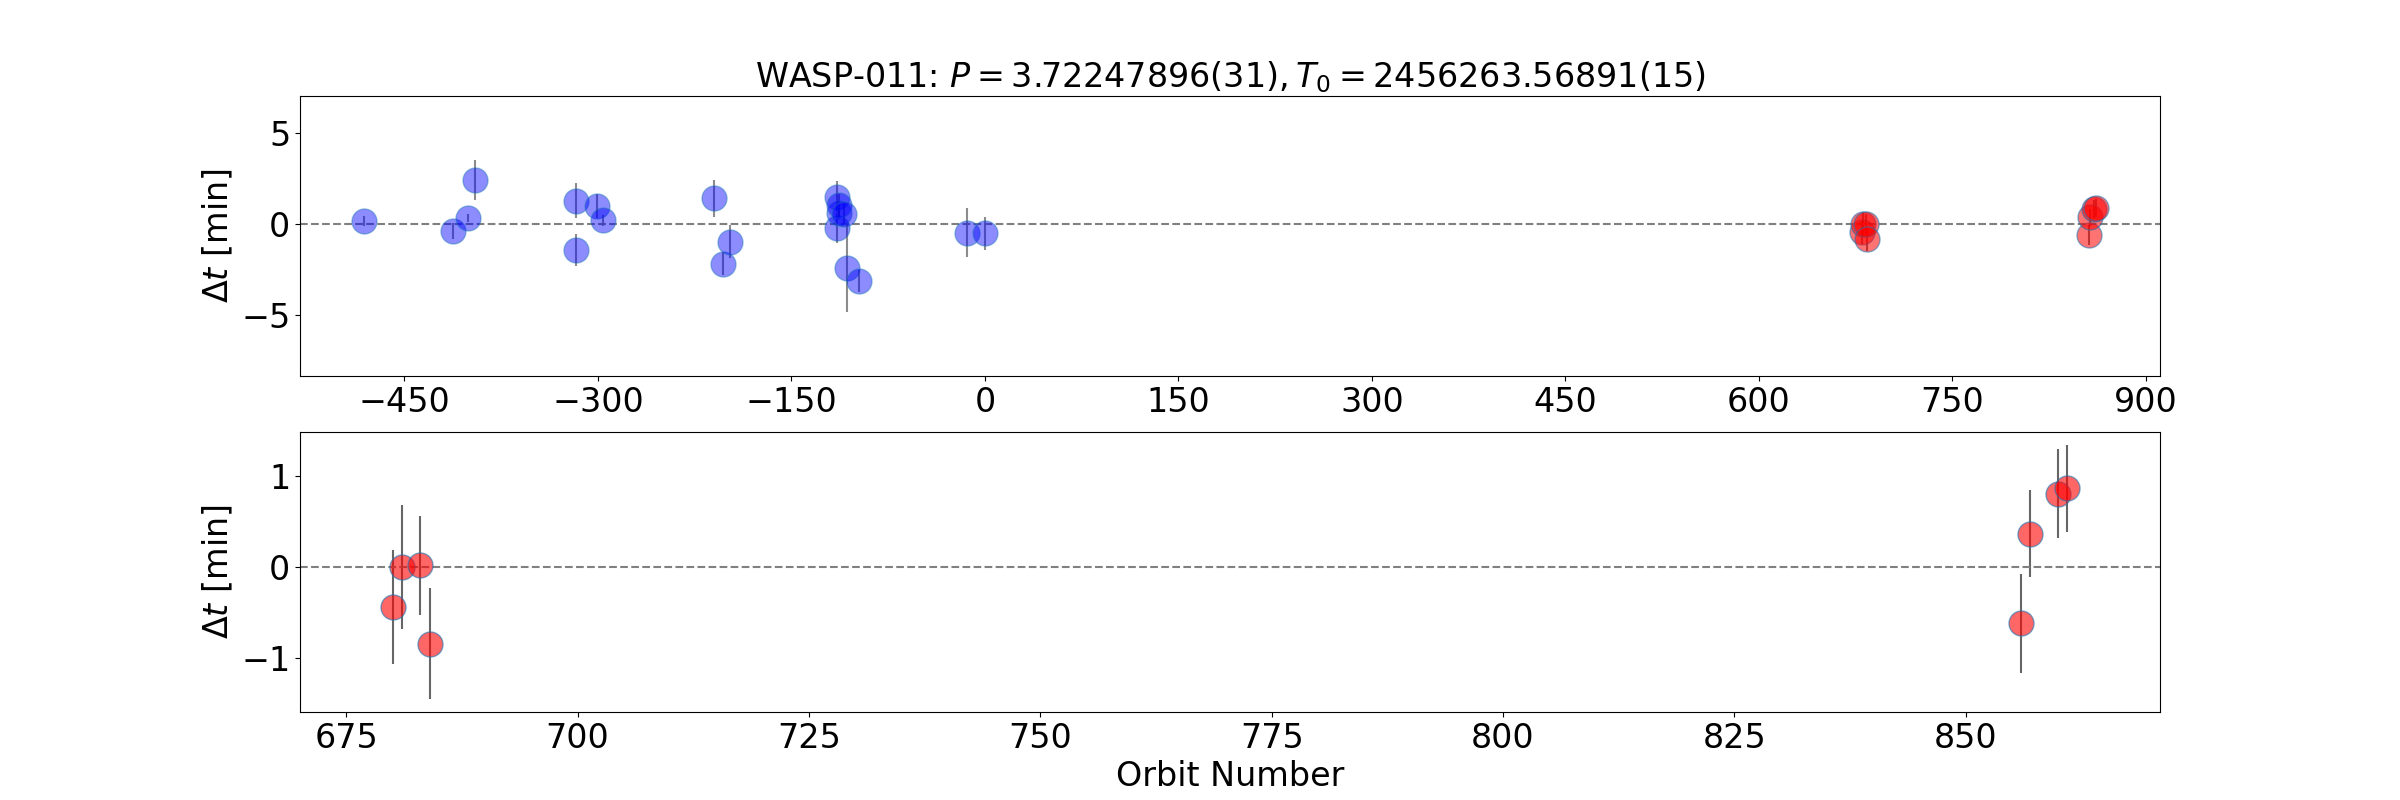 WASP-011: P = 3.72247896(31), T₀ = 2456263.56891(15)
Δt [min]
5
0
−5
−450 −300 −150 0 150 300 450 600 750 900
Δt [min]
1
0
−1
675 700 725 750 775 800 825 850
Orbit Number